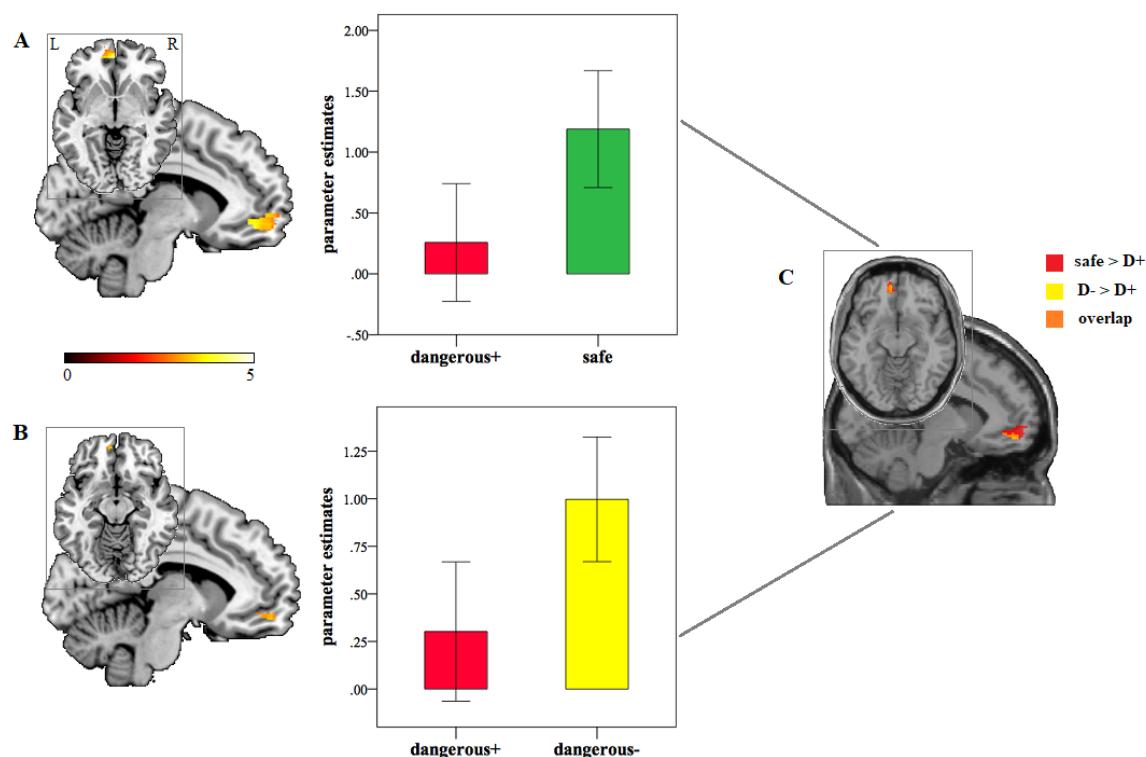 A
L R
parameter estimates
2.00
1.50
1.00
.50
.00
-.50
dangerous+ safe
0 5
B
parameter estimates
1.25
1.00
.75
.50
.25
.00
dangerous+ dangerous-
C
safe > D+
D- > D+
overlap